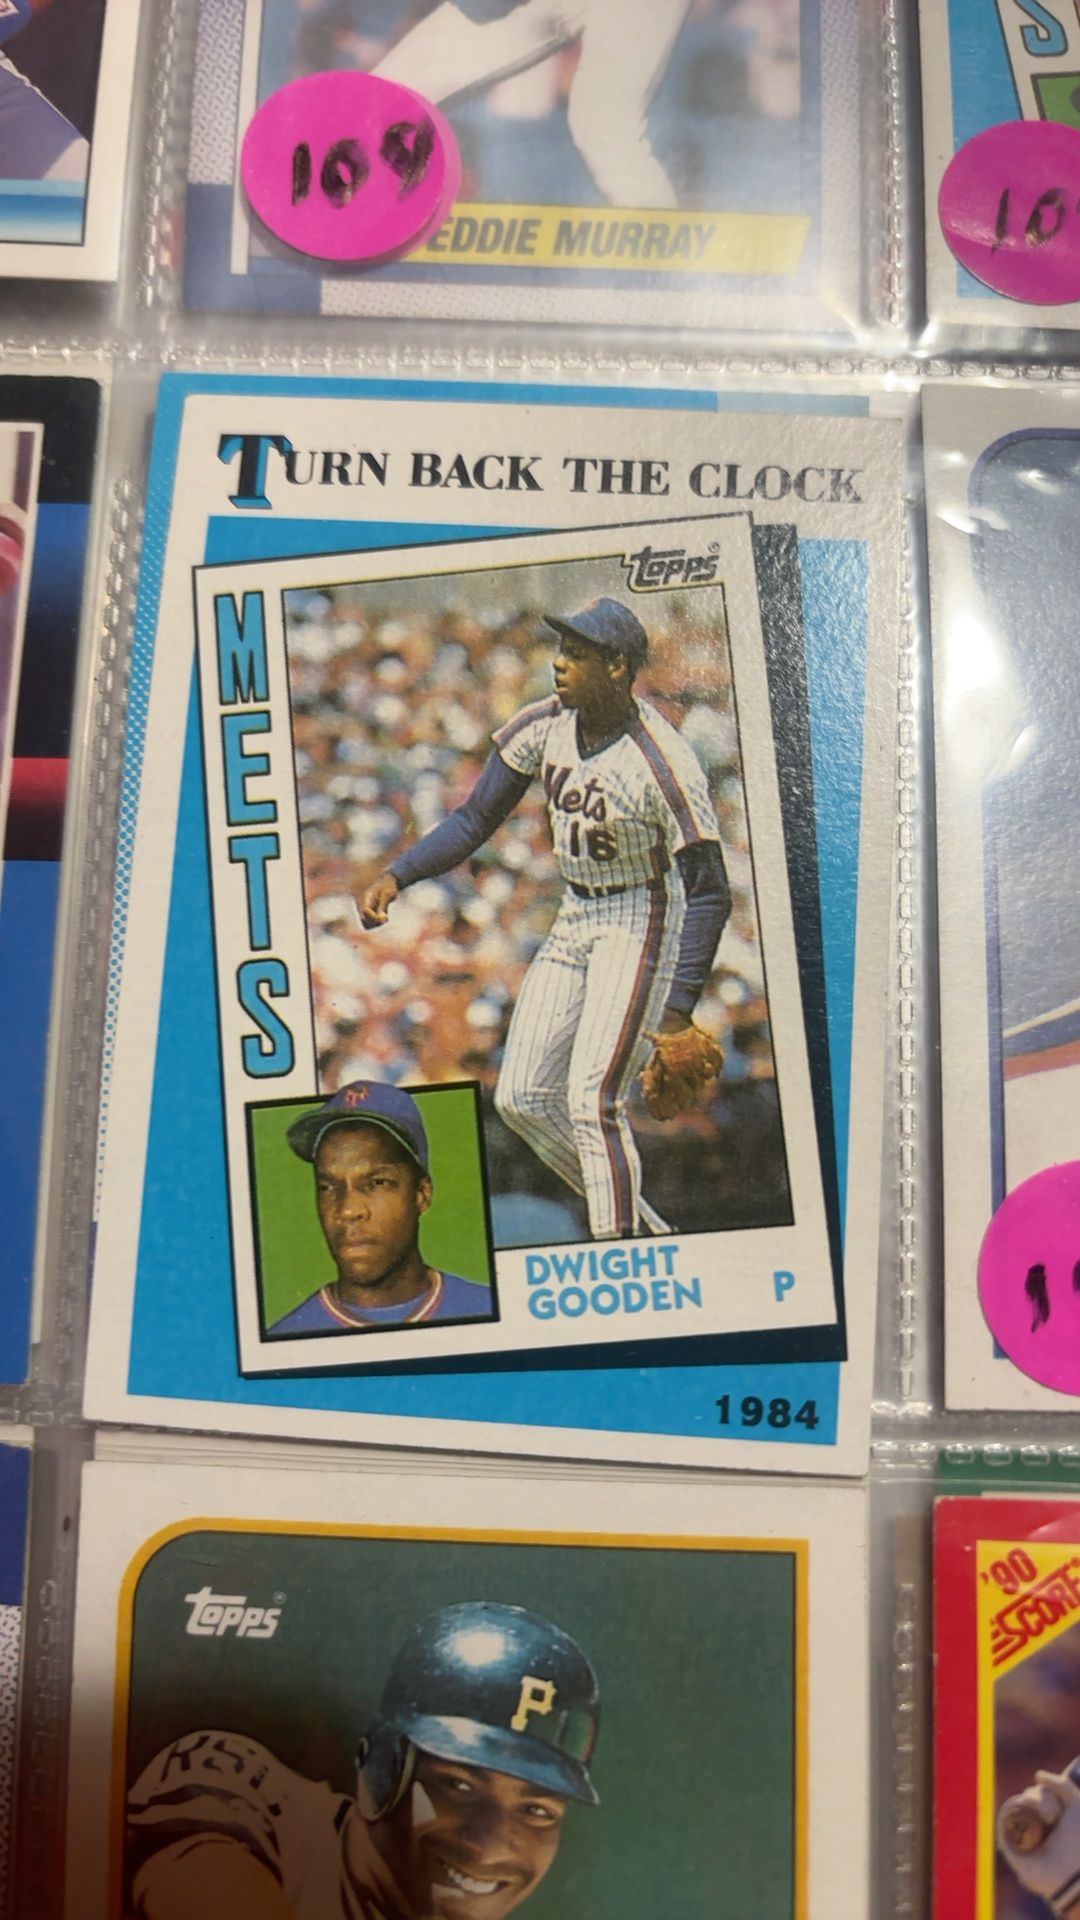 109
EDDIE MURRAY
TURN BACK THE CLOCK
topps
METS
Mets
16
DWIGHT
GOODEN
P
1984
topps
P
'90
SCORE